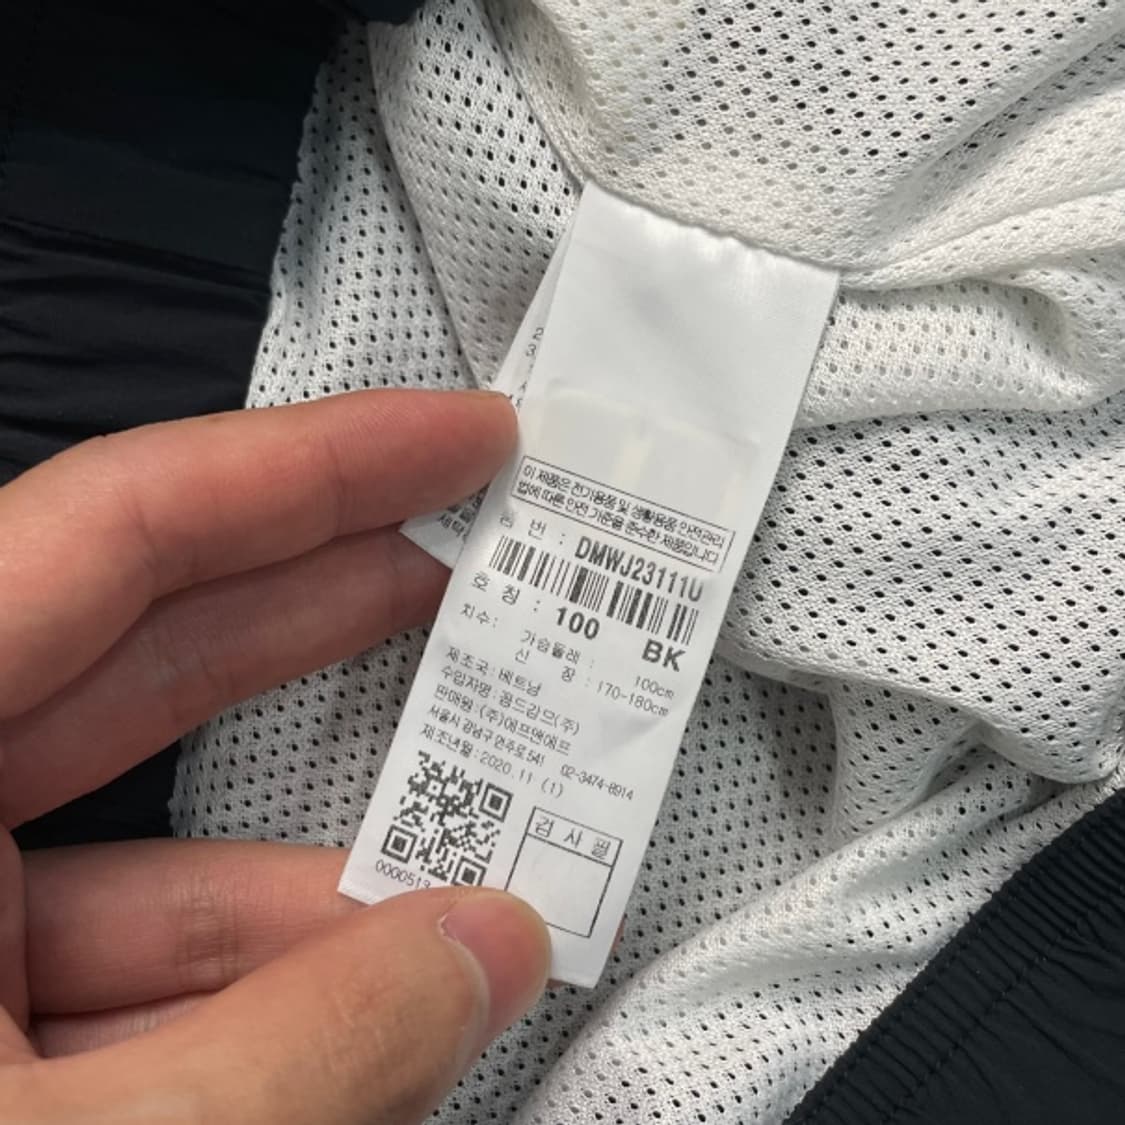 이 제품은 전기용품 및 생활용품 안전관리
법에 따른 안전 기준을 준수한 제품입니다
품 번 : DMWJ23111U
호 칭 : 100 BK
치수 : 가슴둘레 : 100cm
신 장 : 170-180cm
제조국 : 베트남
수입자명 : 꼼드감므(주)
판매원 : (주)에프앤에프
서울시 강남구 언주로 541 02-3474-8914
제조년월 : 2020.11 (1)
검 사 필